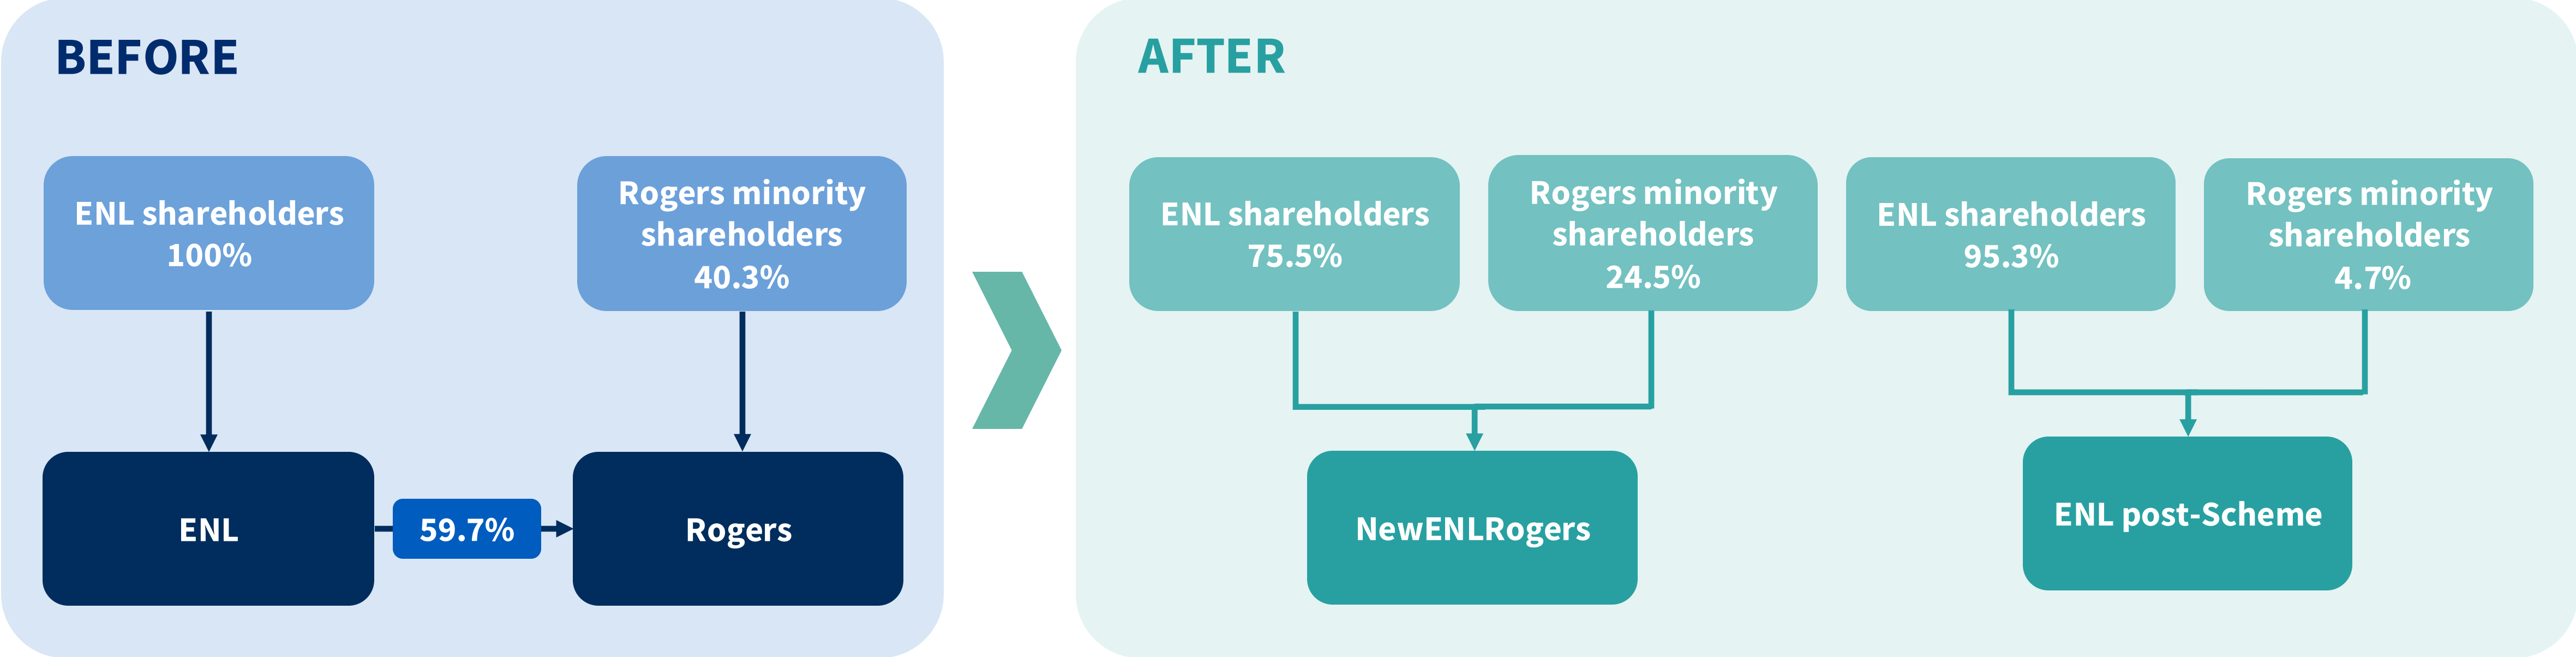 BEFORE
ENL shareholders
100%
Rogers minority
shareholders
40.3%
ENL
59.7%
Rogers
AFTER
ENL shareholders
75.5%
Rogers minority
shareholders
24.5%
ENL shareholders
95.3%
Rogers minority
shareholders
4.7%
NewENLRogers
ENL post-Scheme